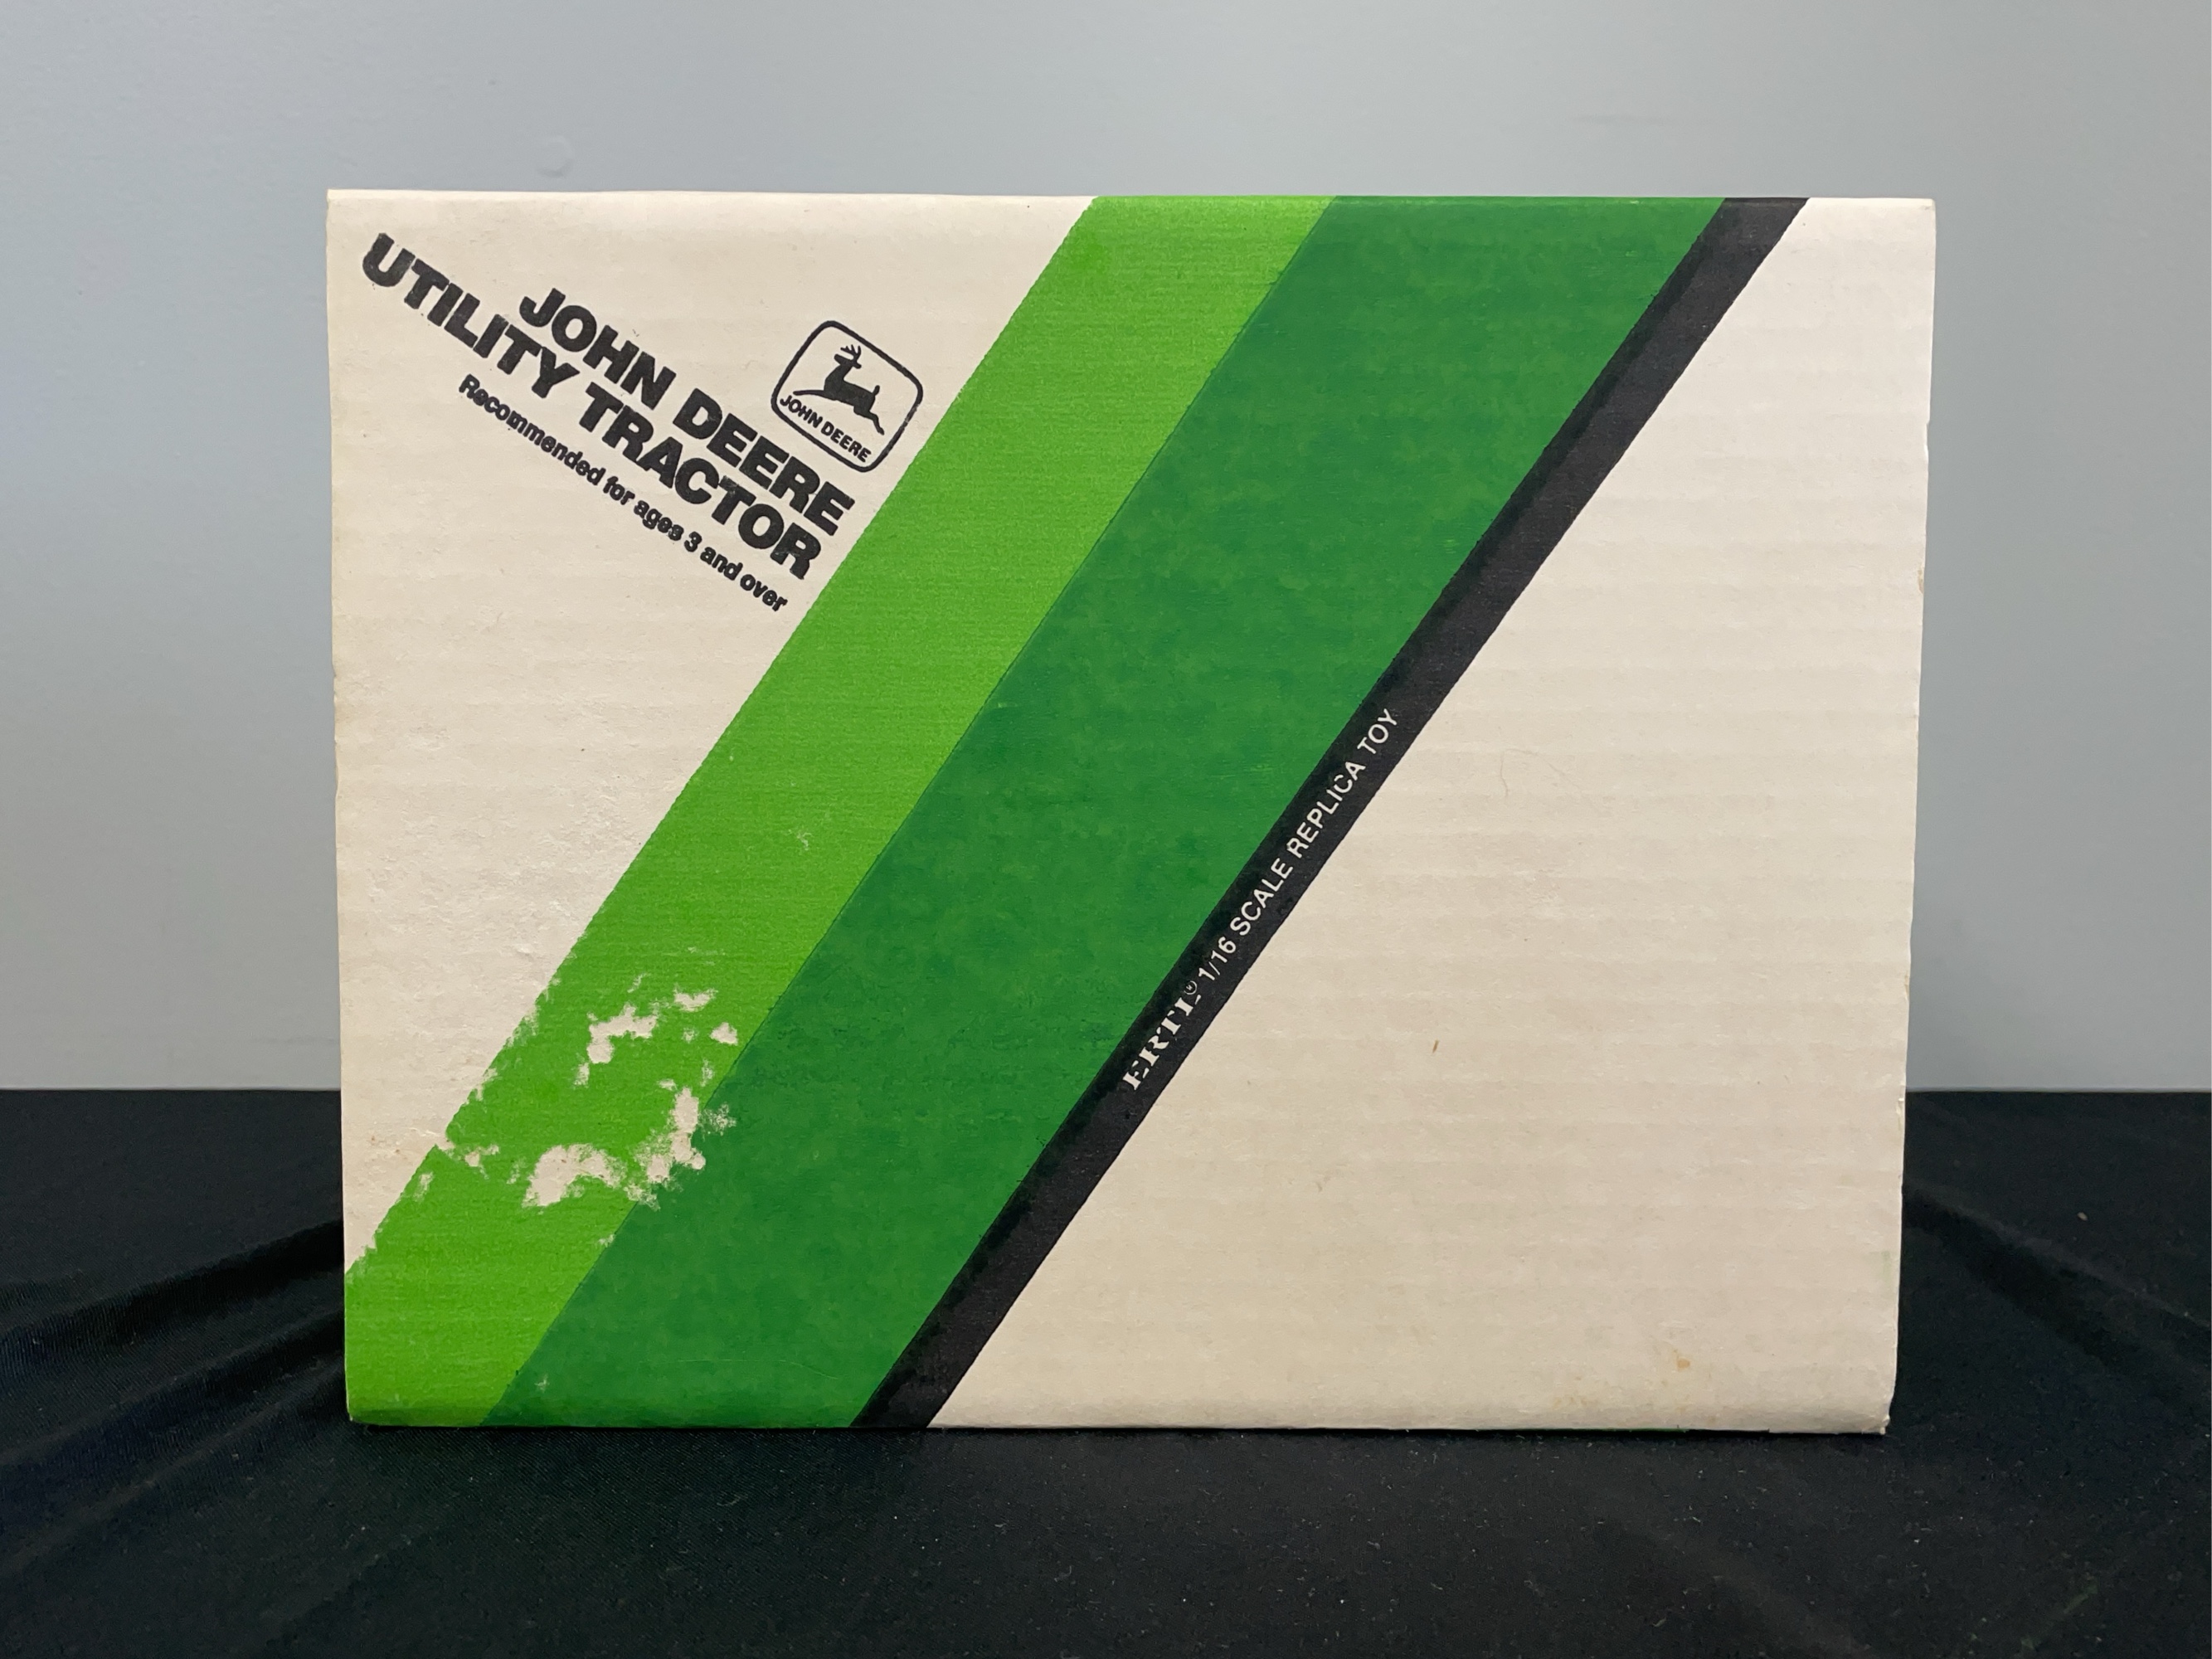 JOHN DEERE
JOHN DEERE
UTILITY TRACTOR
Recommended for ages 3 and over
ERTL® 1/16 SCALE REPLICA TOY